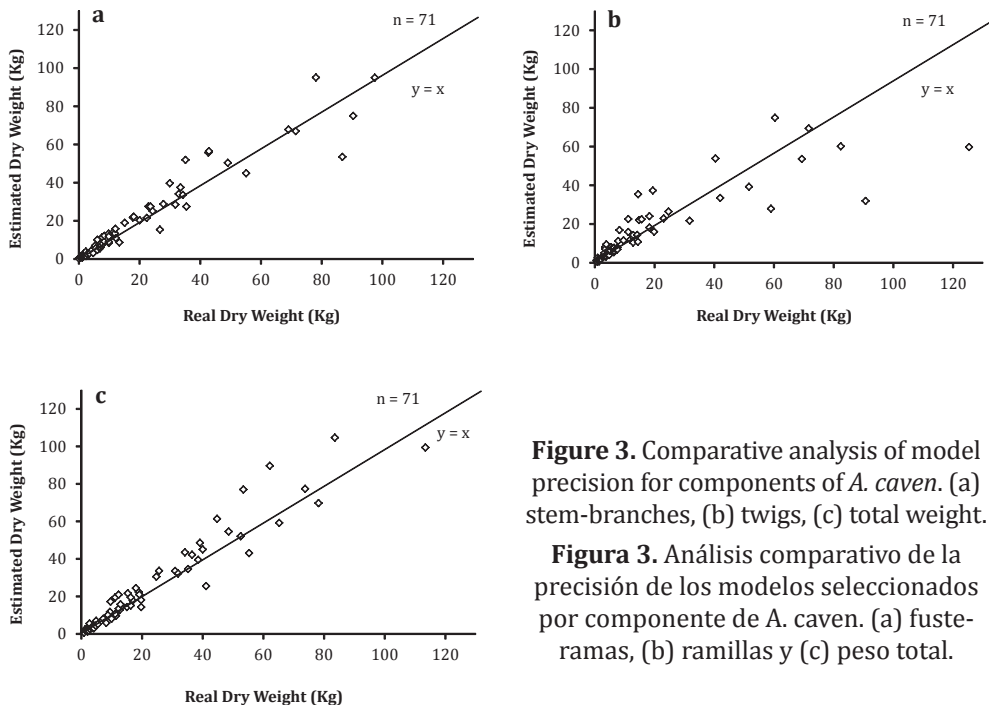 a
n = 71
y = x
120
100
80
60
40
20
0
0 20 40 60 80 100 120
Estimated Dry Weight (Kg)
Real Dry Weight (Kg)
b
n = 71
y = x
120
100
80
60
40
20
0
0 20 40 60 80 100 120
Estimated Dry Weight (Kg)
Real Dry Weight (Kg)
c
n = 71
y = x
120
100
80
60
40
20
0
0 20 40 60 80 100 120
Estimated Dry Weight (Kg)
Real Dry Weight (Kg)
Figure 3. Comparative analysis of model
precision for components of A. caven. (a)
stem-branches, (b) twigs, (c) total weight.
Figura 3. Análisis comparativo de la
precisión de los modelos seleccionados
por componente de A. caven. (a) fuste-
ramas, (b) ramillas y (c) peso total.